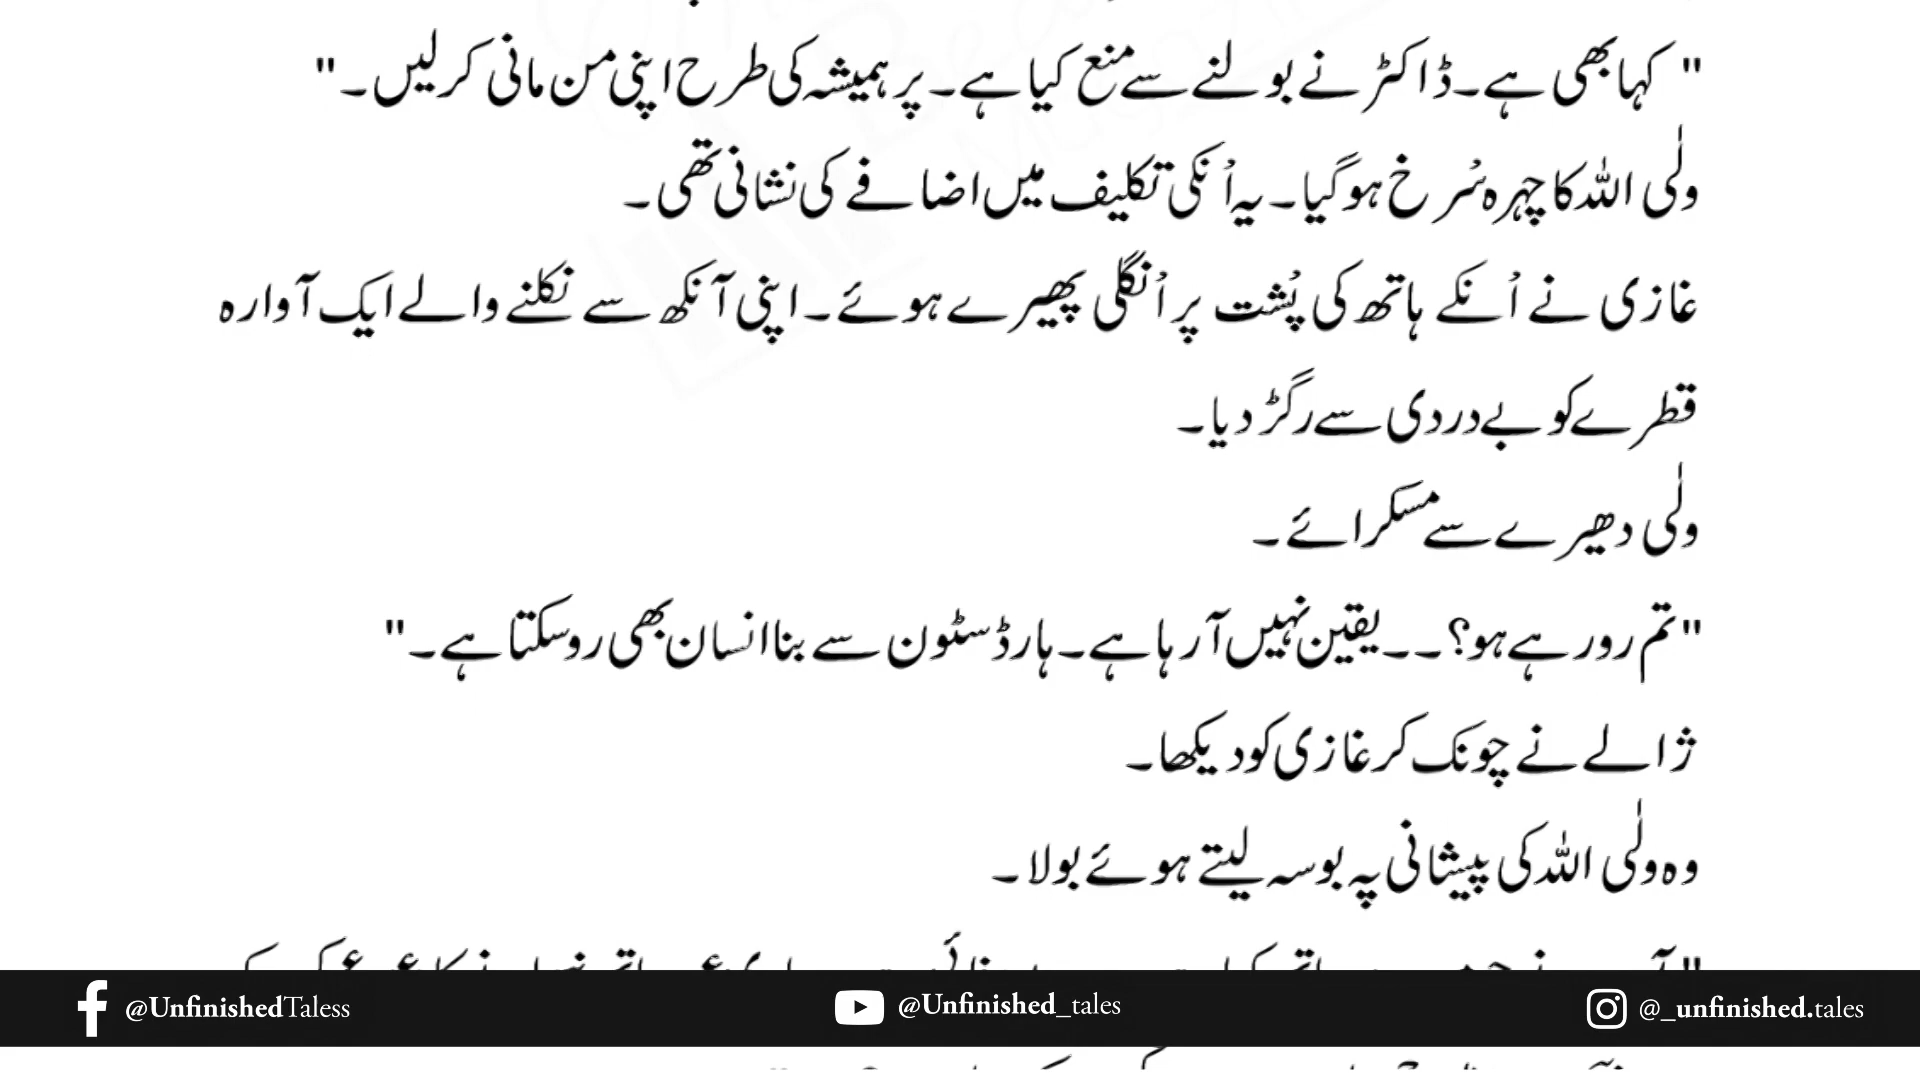 " کہا بھی ہے۔ ڈاکٹر نے بولنے سے منع کیا ہے۔ پر ہمیشہ کی طرح اپنی من مانی کر لیں۔"
ولٰی اللہ کا چہرہ سُرخ ہو گیا۔ یہ اُنکی تکلیف میں اضافے کی نشانی تھی۔
غازی نے اُنکے ہاتھ کی پُشت پر اُنگلی پھیرے ہوئے۔ اپنی آنکھ سے نکلنے والے ایک آوارہ
قطرے کو بے دردی سے رگڑ دیا۔
ولٰی دھیرے سے مسکرائے۔
"تم رو رہے ہو؟۔۔ یقین نہیں آ رہا ہے۔ ہارڈ سٹون سے بنا انسان بھی رو سکتا ہے۔"
ژالے نے چونک کر غازی کو دیکھا۔
وہ ولٰی اللہ کی پیشانی پہ بوسہ لیتے ہوئے بولا۔
@UnfinishedTaless @Unfinished_tales @_unfinished.tales